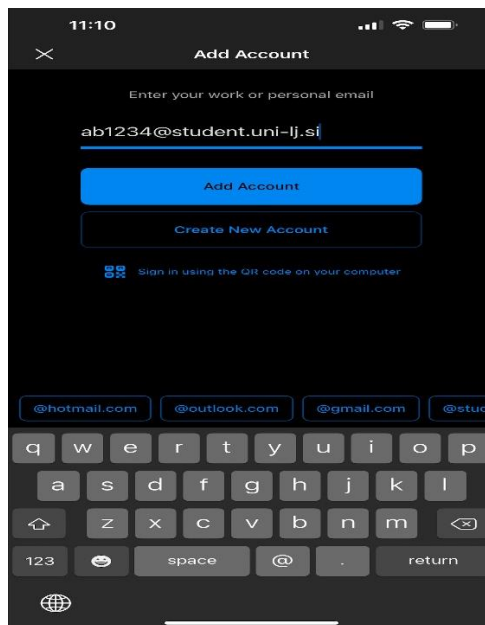 11:10
Add Account
Enter your work or personal email
ab1234@student.uni-lj.si
Add Account
Create New Account
Sign in using the QR code on your computer
@hotmail.com @outlook.com @gmail.com @stud
q w e r t y u i o p
a s d f g h j k l
z x c v b n m
123 space @ . return